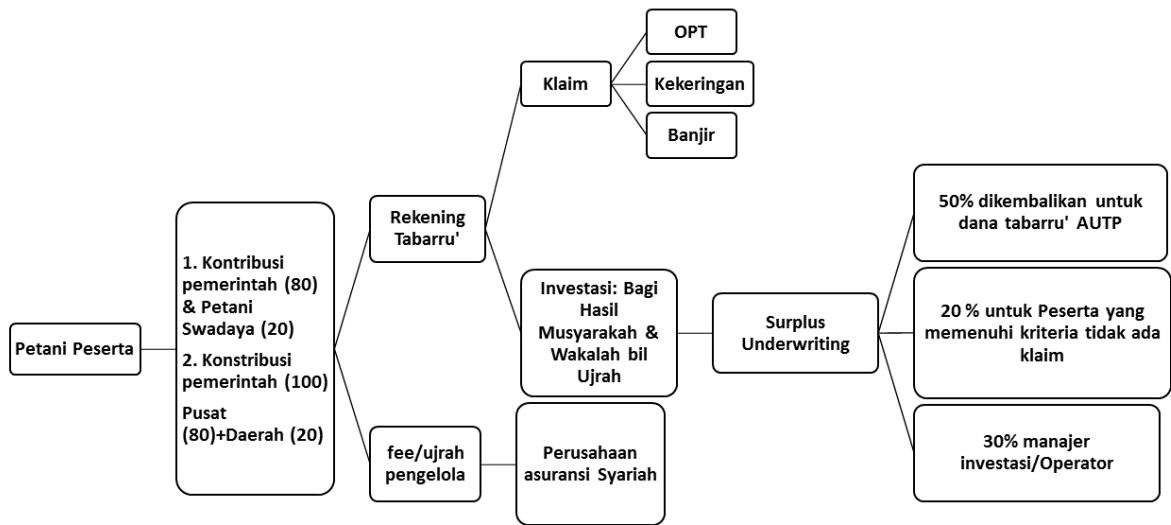 Petani Peserta
1. Kontribusi
pemerintah (80)
& Petani
Swadaya (20)
2. Konstribusi
pemerintah (100)
Pusat
(80)+Daerah (20)
Rekening
Tabarru'
fee/ujrah
pengelola
Klaim
OPT
Kekeringan
Banjir
Investasi: Bagi
Hasil
Musyarakah &
Wakalah bil
Ujrah
Perusahaan
asuransi Syariah
Surplus
Underwriting
50% dikembalikan untuk
dana tabarru' AUTP
20 % untuk Peserta yang
memenuhi kriteria tidak ada
klaim
30% manajer
investasi/Operator